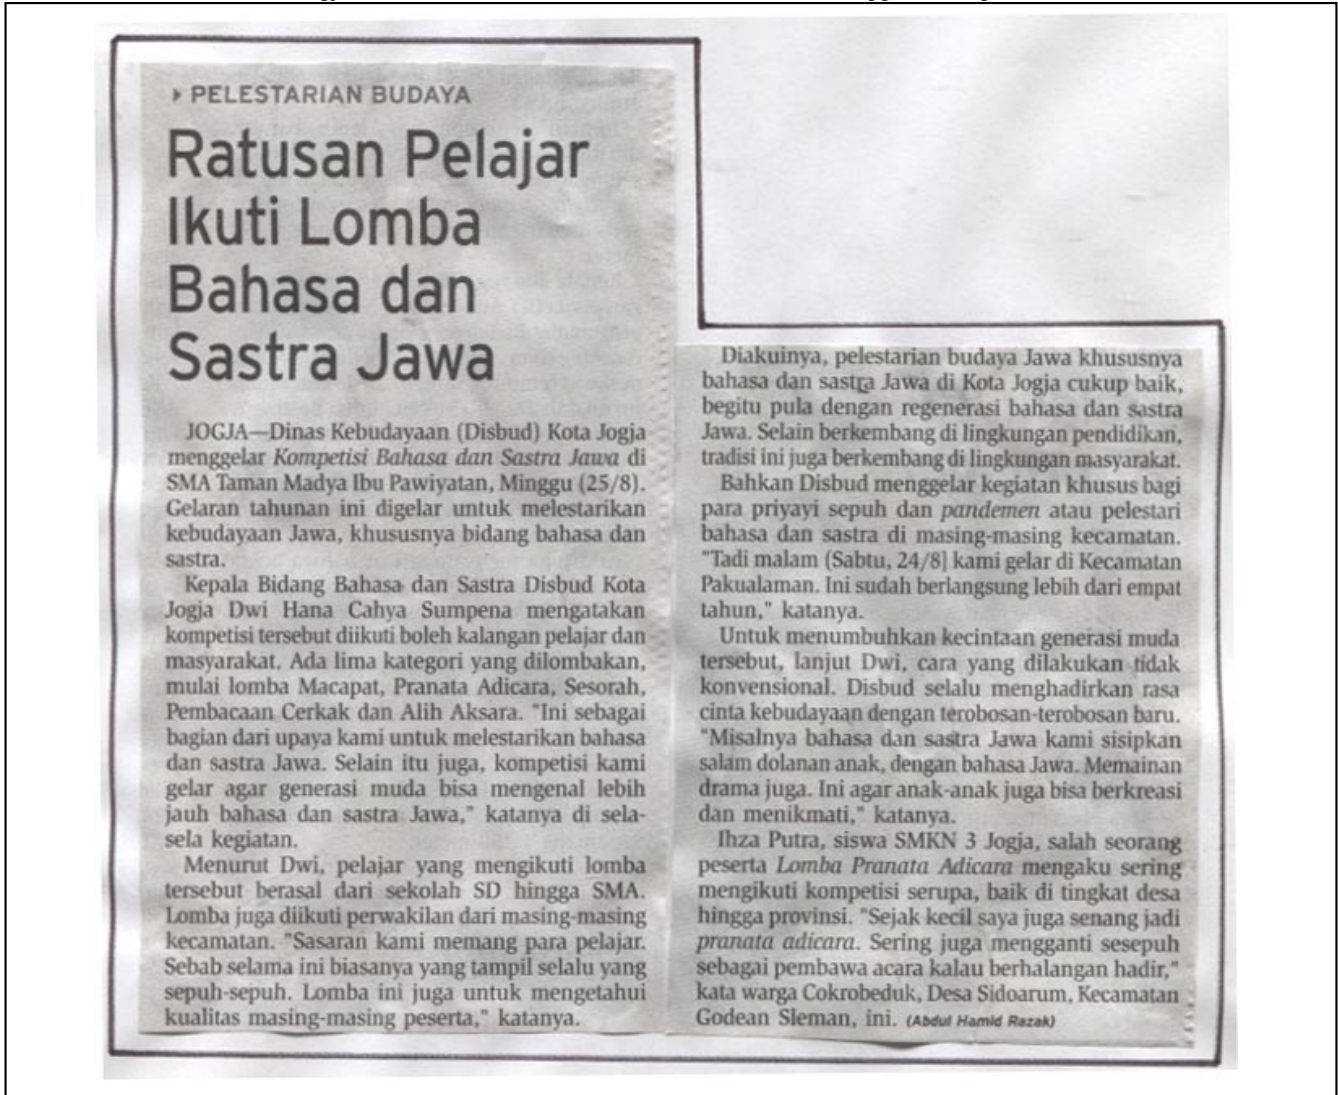 ▸ PELESTARIAN BUDAYA
Ratusan Pelajar
Ikuti Lomba
Bahasa dan
Sastra Jawa
JOGJA—Dinas Kebudayaan (Disbud) Kota Jogja
menggelar Kompetisi Bahasa dan Sastra Jawa di
SMA Taman Madya Ibu Pawiyatan, Minggu (25/8).
Gelaran tahunan ini digelar untuk melestarikan
kebudayaan Jawa, khususnya bidang bahasa dan
sastra.
Kepala Bidang Bahasa dan Sastra Disbud Kota
Jogja Dwi Hana Cahya Sumpena mengatakan
kompetisi tersebut diikuti boleh kalangan pelajar dan
masyarakat. Ada lima kategori yang dilombakan,
mulai lomba Macapat, Pranata Adicara, Sesorah,
Pembacaan Cerkak dan Alih Aksara. "Ini sebagai
bagian dari upaya kami untuk melestarikan bahasa
dan sastra Jawa. Selain itu juga, kompetisi kami
gelar agar generasi muda bisa mengenal lebih
jauh bahasa dan sastra Jawa," katanya di sela-
sela kegiatan.
Menurut Dwi, pelajar yang mengikuti lomba
tersebut berasal dari sekolah SD hingga SMA.
Lomba juga diikuti perwakilan dari masing-masing
kecamatan. "Sasaran kami memang para pelajar.
Sebab selama ini biasanya yang tampil selalu yang
sepuh-sepuh. Lomba ini juga untuk mengetahui
kualitas masing-masing peserta," katanya.
Diakuinya, pelestarian budaya Jawa khususnya
bahasa dan sastra Jawa di Kota Jogja cukup baik,
begitu pula dengan regenerasi bahasa dan sastra
Jawa. Selain berkembang di lingkungan pendidikan,
tradisi ini juga berkembang di lingkungan masyarakat.
Bahkan Disbud menggelar kegiatan khusus bagi
para priyayi sepuh dan pandemen atau pelestari
bahasa dan sastra di masing-masing kecamatan.
"Tadi malam (Sabtu, 24/8] kami gelar di Kecamatan
Pakualaman. Ini sudah berlangsung lebih dari empat
tahun," katanya.
Untuk menumbuhkan kecintaan generasi muda
tersebut, lanjut Dwi, cara yang dilakukan tidak
konvensional. Disbud selalu menghadirkan rasa
cinta kebudayaan dengan terobosan-terobosan baru.
"Misalnya bahasa dan sastra Jawa kami sisipkan
salam dolanan anak, dengan bahasa Jawa. Memainan
drama juga. Ini agar anak-anak juga bisa berkreasi
dan menikmati," katanya.
Ihza Putra, siswa SMKN 3 Jogja, salah seorang
peserta Lomba Pranata Adicara mengaku sering
mengikuti kompetisi serupa, baik di tingkat desa
hingga provinsi. "Sejak kecil saya juga senang jadi
pranata adicara. Sering juga mengganti sesepuh
sebagai pembawa acara kalau berhalangan hadir,"
kata warga Cokrobeduk, Desa Sidoarum, Kecamatan
Godean Sleman, ini. (Abdul Hamid Razak)